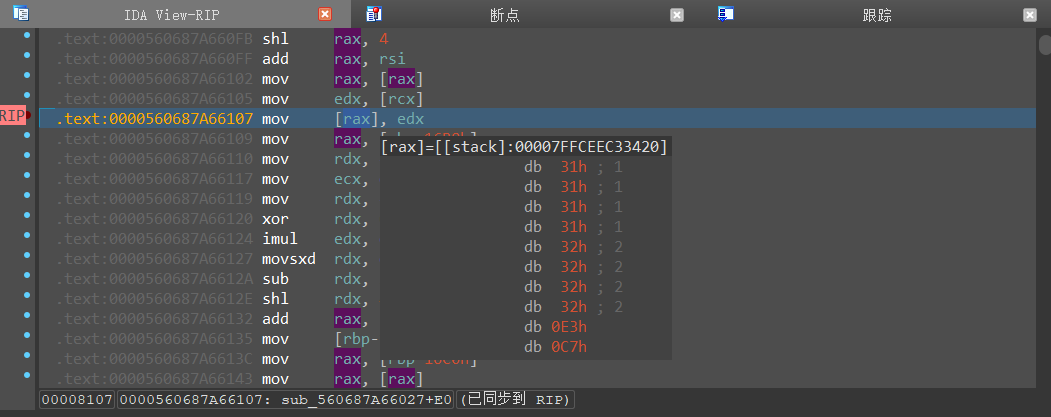 IDA View-RIP 断点 跟踪
.text:0000560687A660FB shl rax, 4
.text:0000560687A660FF add rax, rsi
.text:0000560687A66102 mov rax, [rax]
.text:0000560687A66105 mov edx, [rcx]
RIP .text:0000560687A66107 mov [rax], edx
.text:0000560687A66109 mov rax,
.text:0000560687A66110 mov rdx,
.text:0000560687A66117 mov ecx,
.text:0000560687A66119 mov rdx,
.text:0000560687A66120 xor rdx,
.text:0000560687A66124 imul edx,
.text:0000560687A66127 movsxd rdx,
.text:0000560687A6612A sub rdx,
.text:0000560687A6612E shl rdx,
.text:0000560687A66132 add rax,
.text:0000560687A66135 mov [rbp-
.text:0000560687A6613C mov rax,
.text:0000560687A66143 mov rax, [rax]
[rax]=[[stack]:00007FFCEEC33420]
db 31h ; 1
db 31h ; 1
db 31h ; 1
db 31h ; 1
db 32h ; 2
db 32h ; 2
db 32h ; 2
db 32h ; 2
db 0E3h
db 0C7h
00008107 0000560687A66107: sub_560687A66027+E0 (已同步到 RIP)